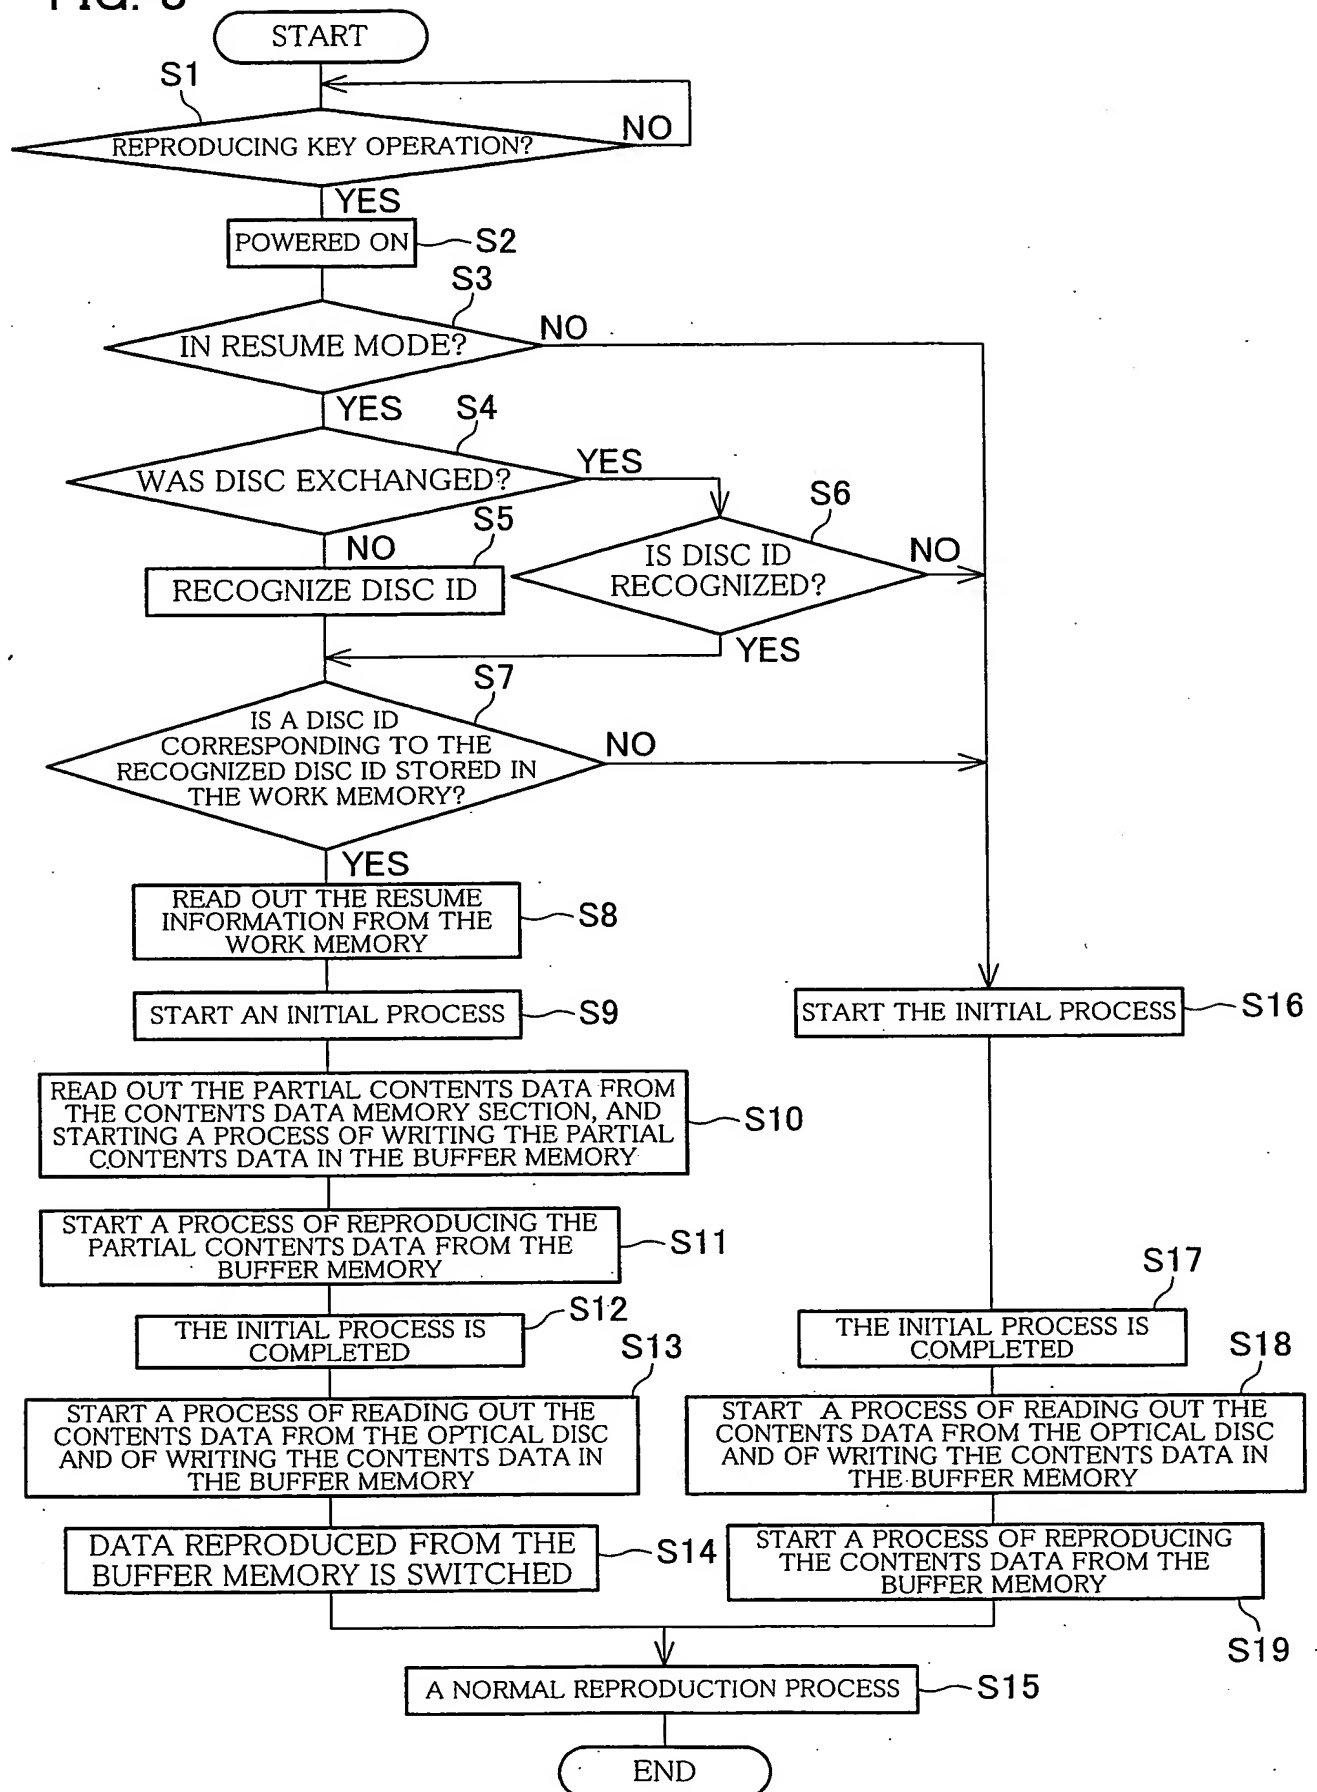 START
S1
REPRODUCING KEY OPERATION?
NO
YES
POWERED ON
S2
S3
IN RESUME MODE?
NO
YES
S4
WAS DISC EXCHANGED?
YES
S6
S5
NO
IS DISC ID
RECOGNIZED?
NO
RECOGNIZE DISC ID
YES
S7
IS A DISC ID
CORRESPONDING TO THE
RECOGNIZED DISC ID STORED IN
THE WORK MEMORY?
NO
YES
READ OUT THE RESUME
INFORMATION FROM THE
WORK MEMORY
S8
START AN INITIAL PROCESS
S9
START THE INITIAL PROCESS
S16
READ OUT THE PARTIAL CONTENTS DATA FROM
THE CONTENTS DATA MEMORY SECTION, AND
STARTING A PROCESS OF WRITING THE PARTIAL
CONTENTS DATA IN THE BUFFER MEMORY
S10
START A PROCESS OF REPRODUCING THE
PARTIAL CONTENTS DATA FROM THE
BUFFER MEMORY
S11
S17
THE INITIAL PROCESS IS
COMPLETED
S12
THE INITIAL PROCESS IS
COMPLETED
S13
S18
START A PROCESS OF READING OUT THE
CONTENTS DATA FROM THE OPTICAL DISC
AND OF WRITING THE CONTENTS DATA IN
THE BUFFER MEMORY
START A PROCESS OF READING OUT THE
CONTENTS DATA FROM THE OPTICAL DISC
AND OF WRITING THE CONTENTS DATA IN
THE BUFFER MEMORY
DATA REPRODUCED FROM THE
BUFFER MEMORY IS SWITCHED
S14
START A PROCESS OF REPRODUCING
THE CONTENTS DATA FROM THE
BUFFER MEMORY
S19
A NORMAL REPRODUCTION PROCESS
S15
END